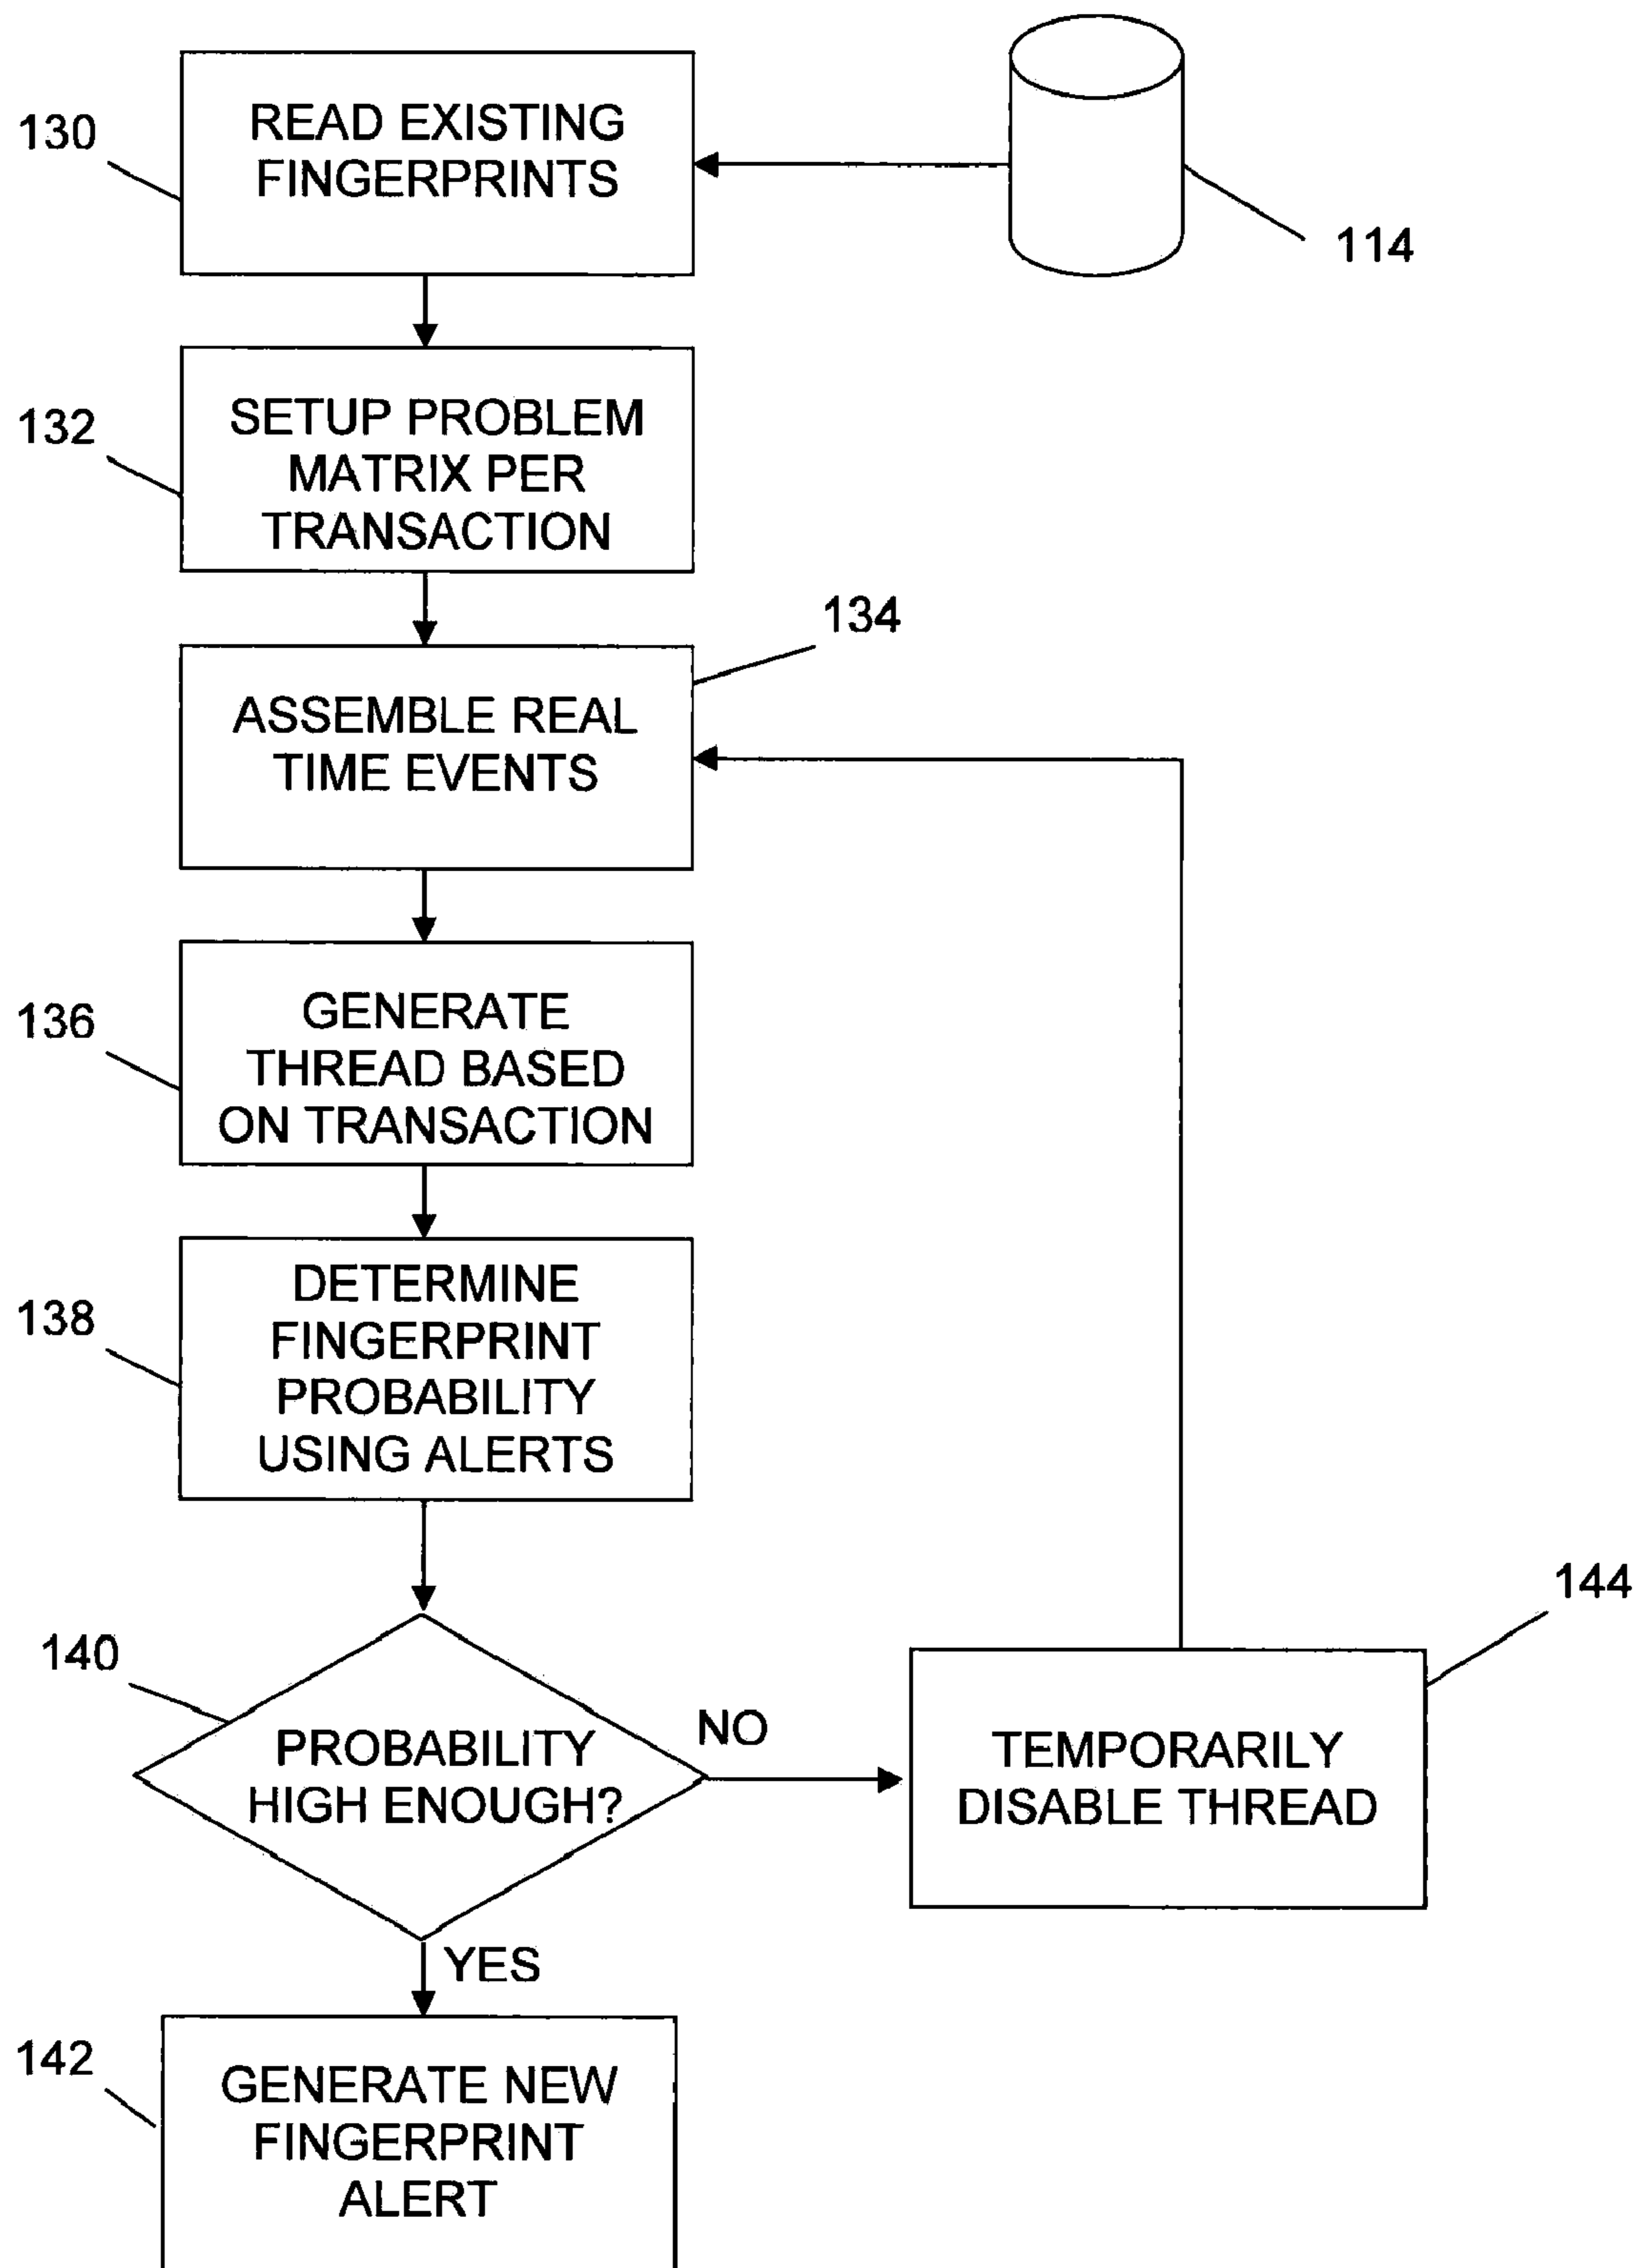 130
READ EXISTING
FINGERPRINTS
114
132
SETUP PROBLEM
MATRIX PER
TRANSACTION
134
ASSEMBLE REAL
TIME EVENTS
136
GENERATE
THREAD BASED
ON TRANSACTION
138
DETERMINE
FINGERPRINT
PROBABILITY
USING ALERTS
140
PROBABILITY
HIGH ENOUGH?
NO
144
TEMPORARILY
DISABLE THREAD
YES
142
GENERATE NEW
FINGERPRINT
ALERT